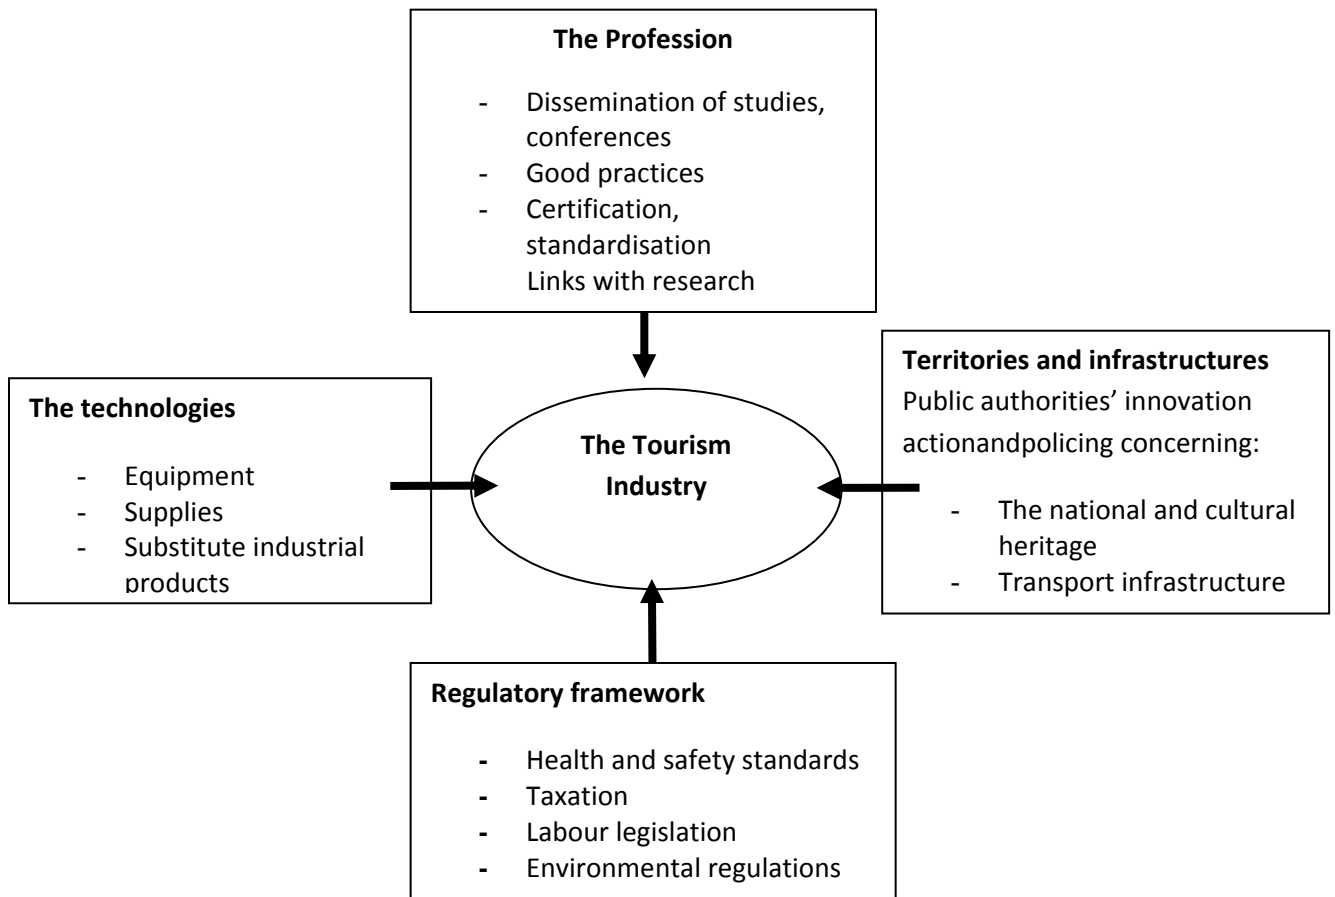 The Profession
- Dissemination of studies,
conferences
- Good practices
- Certification,
standardisation
Links with research
Territories and infrastructures
Public authorities’ innovation
actionandpolicing concerning:
- The national and cultural
heritage
- Transport infrastructure
The technologies
- Equipment
- Supplies
- Substitute industrial
products
The Tourism
Industry
Regulatory framework
- Health and safety standards
- Taxation
- Labour legislation
- Environmental regulations